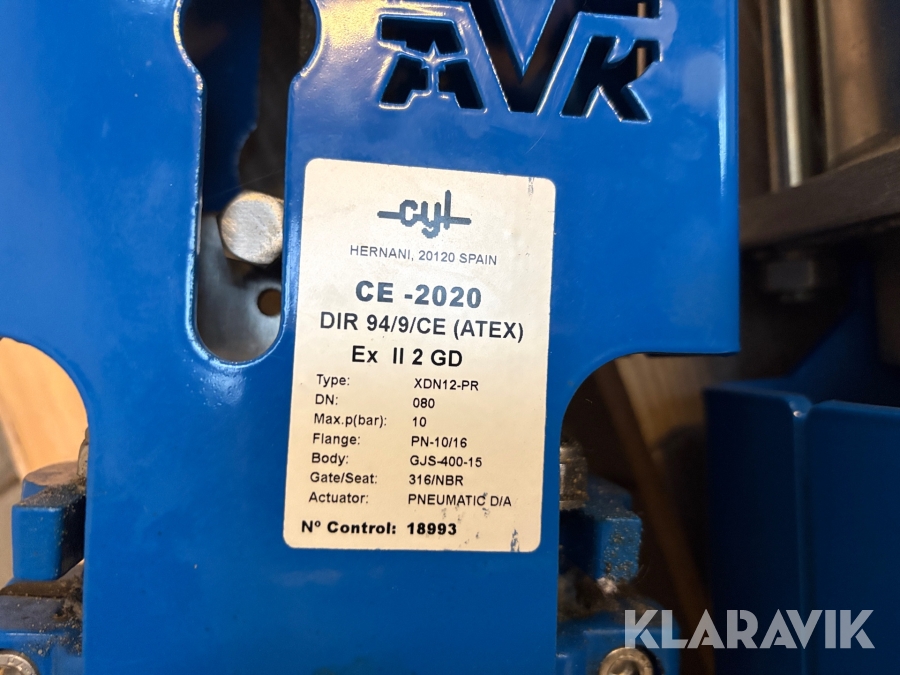 AVK
cyl
HERNANI, 20120 SPAIN
CE -2020
DIR 94/9/CE (ATEX)
Ex II 2 GD
Type: XDN12-PR
DN: 080
Max.p(bar): 10
Flange: PN-10/16
Body: GJS-400-15
Gate/Seat: 316/NBR
Actuator: PNEUMATIC D/A
Nº Control: 18993
KLARAVIK